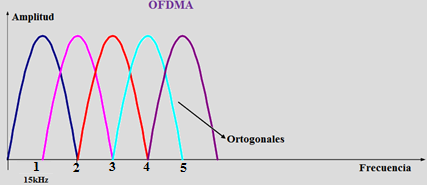 OFDMA
Amplitud
Ortogonales
1 2 3 4 5
Frecuencia
15kHz